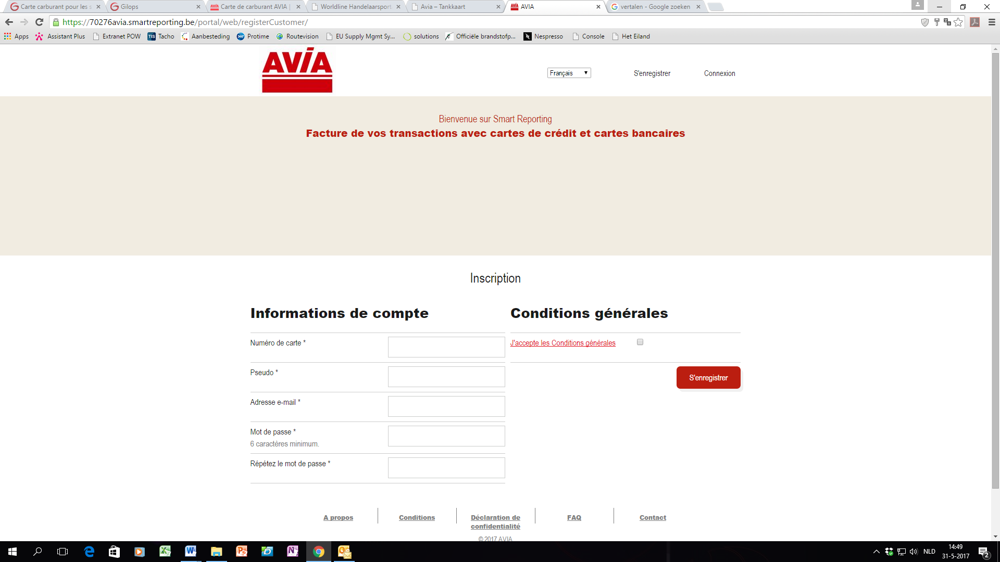 Carte carburant pour les s
Gilops
Carte de carburant AVIA |
Worldline Handelaarsport
Avia – Tankkaart
AVIA
vertalen - Google zoeken
https://70276avia.smartreporting.be/portal/web/registerCustomer/
Apps
Assistant Plus
Extranet POW
TIS Tacho
Aanbesteding
360° Protime
Routevision
EU Supply Mgmt Sy...
solutions
Officiële brandstofp...
Nespresso
Console
Het Eiland
AVIA
Français
S'enregistrer
Connexion
Bienvenue sur Smart Reporting
Facture de vos transactions avec cartes de crédit et cartes bancaires
Inscription
Informations de compte
Conditions générales
Numéro de carte *
J'accepte les Conditions générales
Pseudo *
S'enregistrer
Adresse e-mail *
Mot de passe *
6 caractères minimum.
Répétez le mot de passe *
A propos
Conditions
Déclaration de
confidentialité
FAQ
Contact
© 2017 AVIA
NLD
14:49
31-5-2017
2